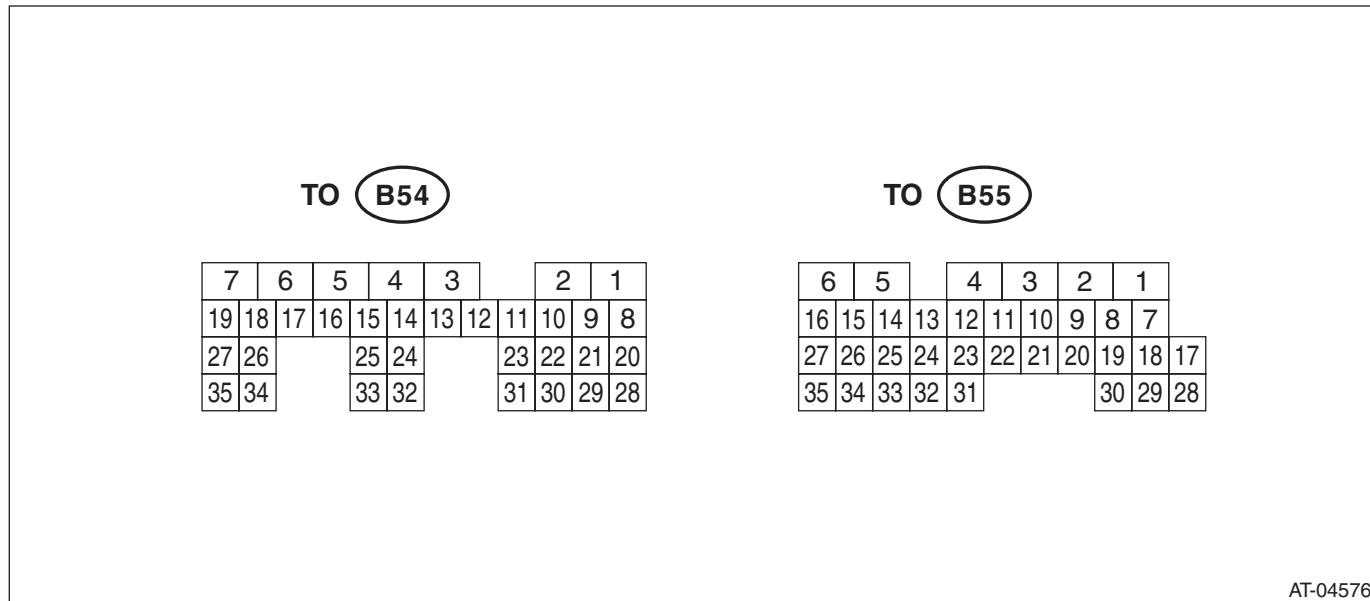 TO B54
7 6 5 4 3 2 1
19 18 17 16 15 14 13 12 11 10 9 8
27 26 25 24 23 22 21 20
35 34 33 32 31 30 29 28
TO B55
6 5 4 3 2 1
16 15 14 13 12 11 10 9 8 7
27 26 25 24 23 22 21 20 19 18 17
35 34 33 32 31 30 29 28
AT-04576